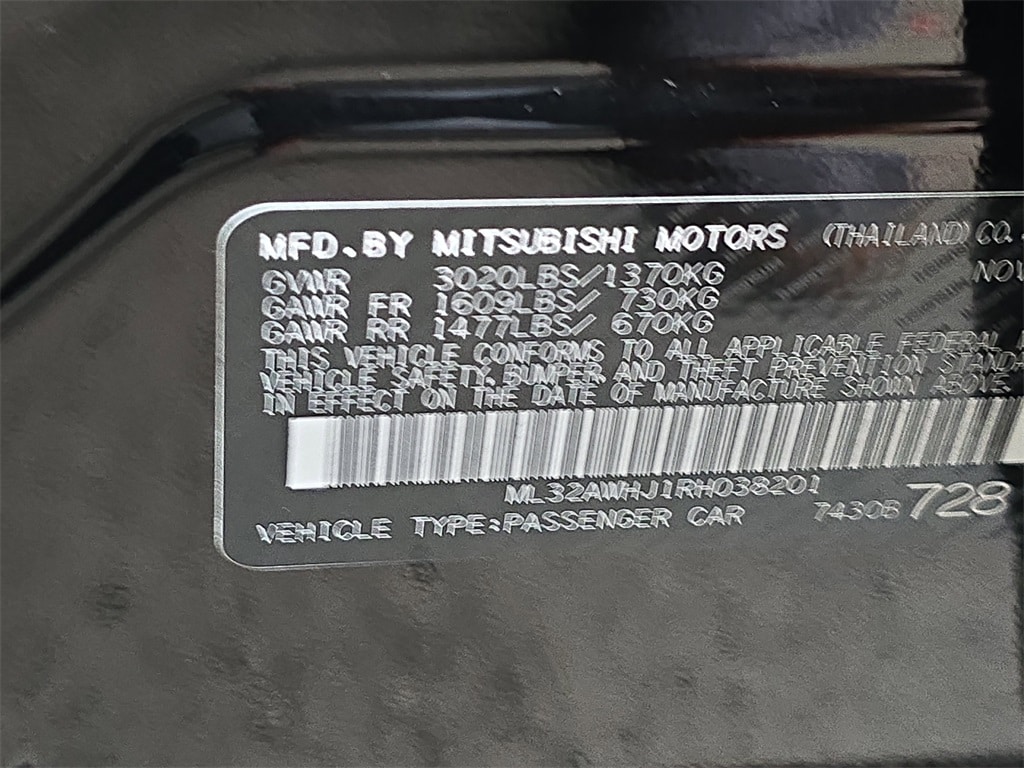 MFD.BY MITSUBISHI MOTORS (THAILAND) CO.
GVWR 3020LBS/1370KG NOV
GAWR FR 1609LBS/ 730KG
GAWR RR 1477LBS/ 670KG
THIS VEHICLE CONFORMS TO ALL APPLICABLE FEDERAL
VEHICLE SAFETY, BUMPER, AND THEFT PREVENTION STANDA
IN EFFECT ON THE DATE OF MANUFACTURE SHOWN ABOVE.
ML32AWHJ1RH038201
VEHICLE TYPE:PASSENGER CAR 7430B 728